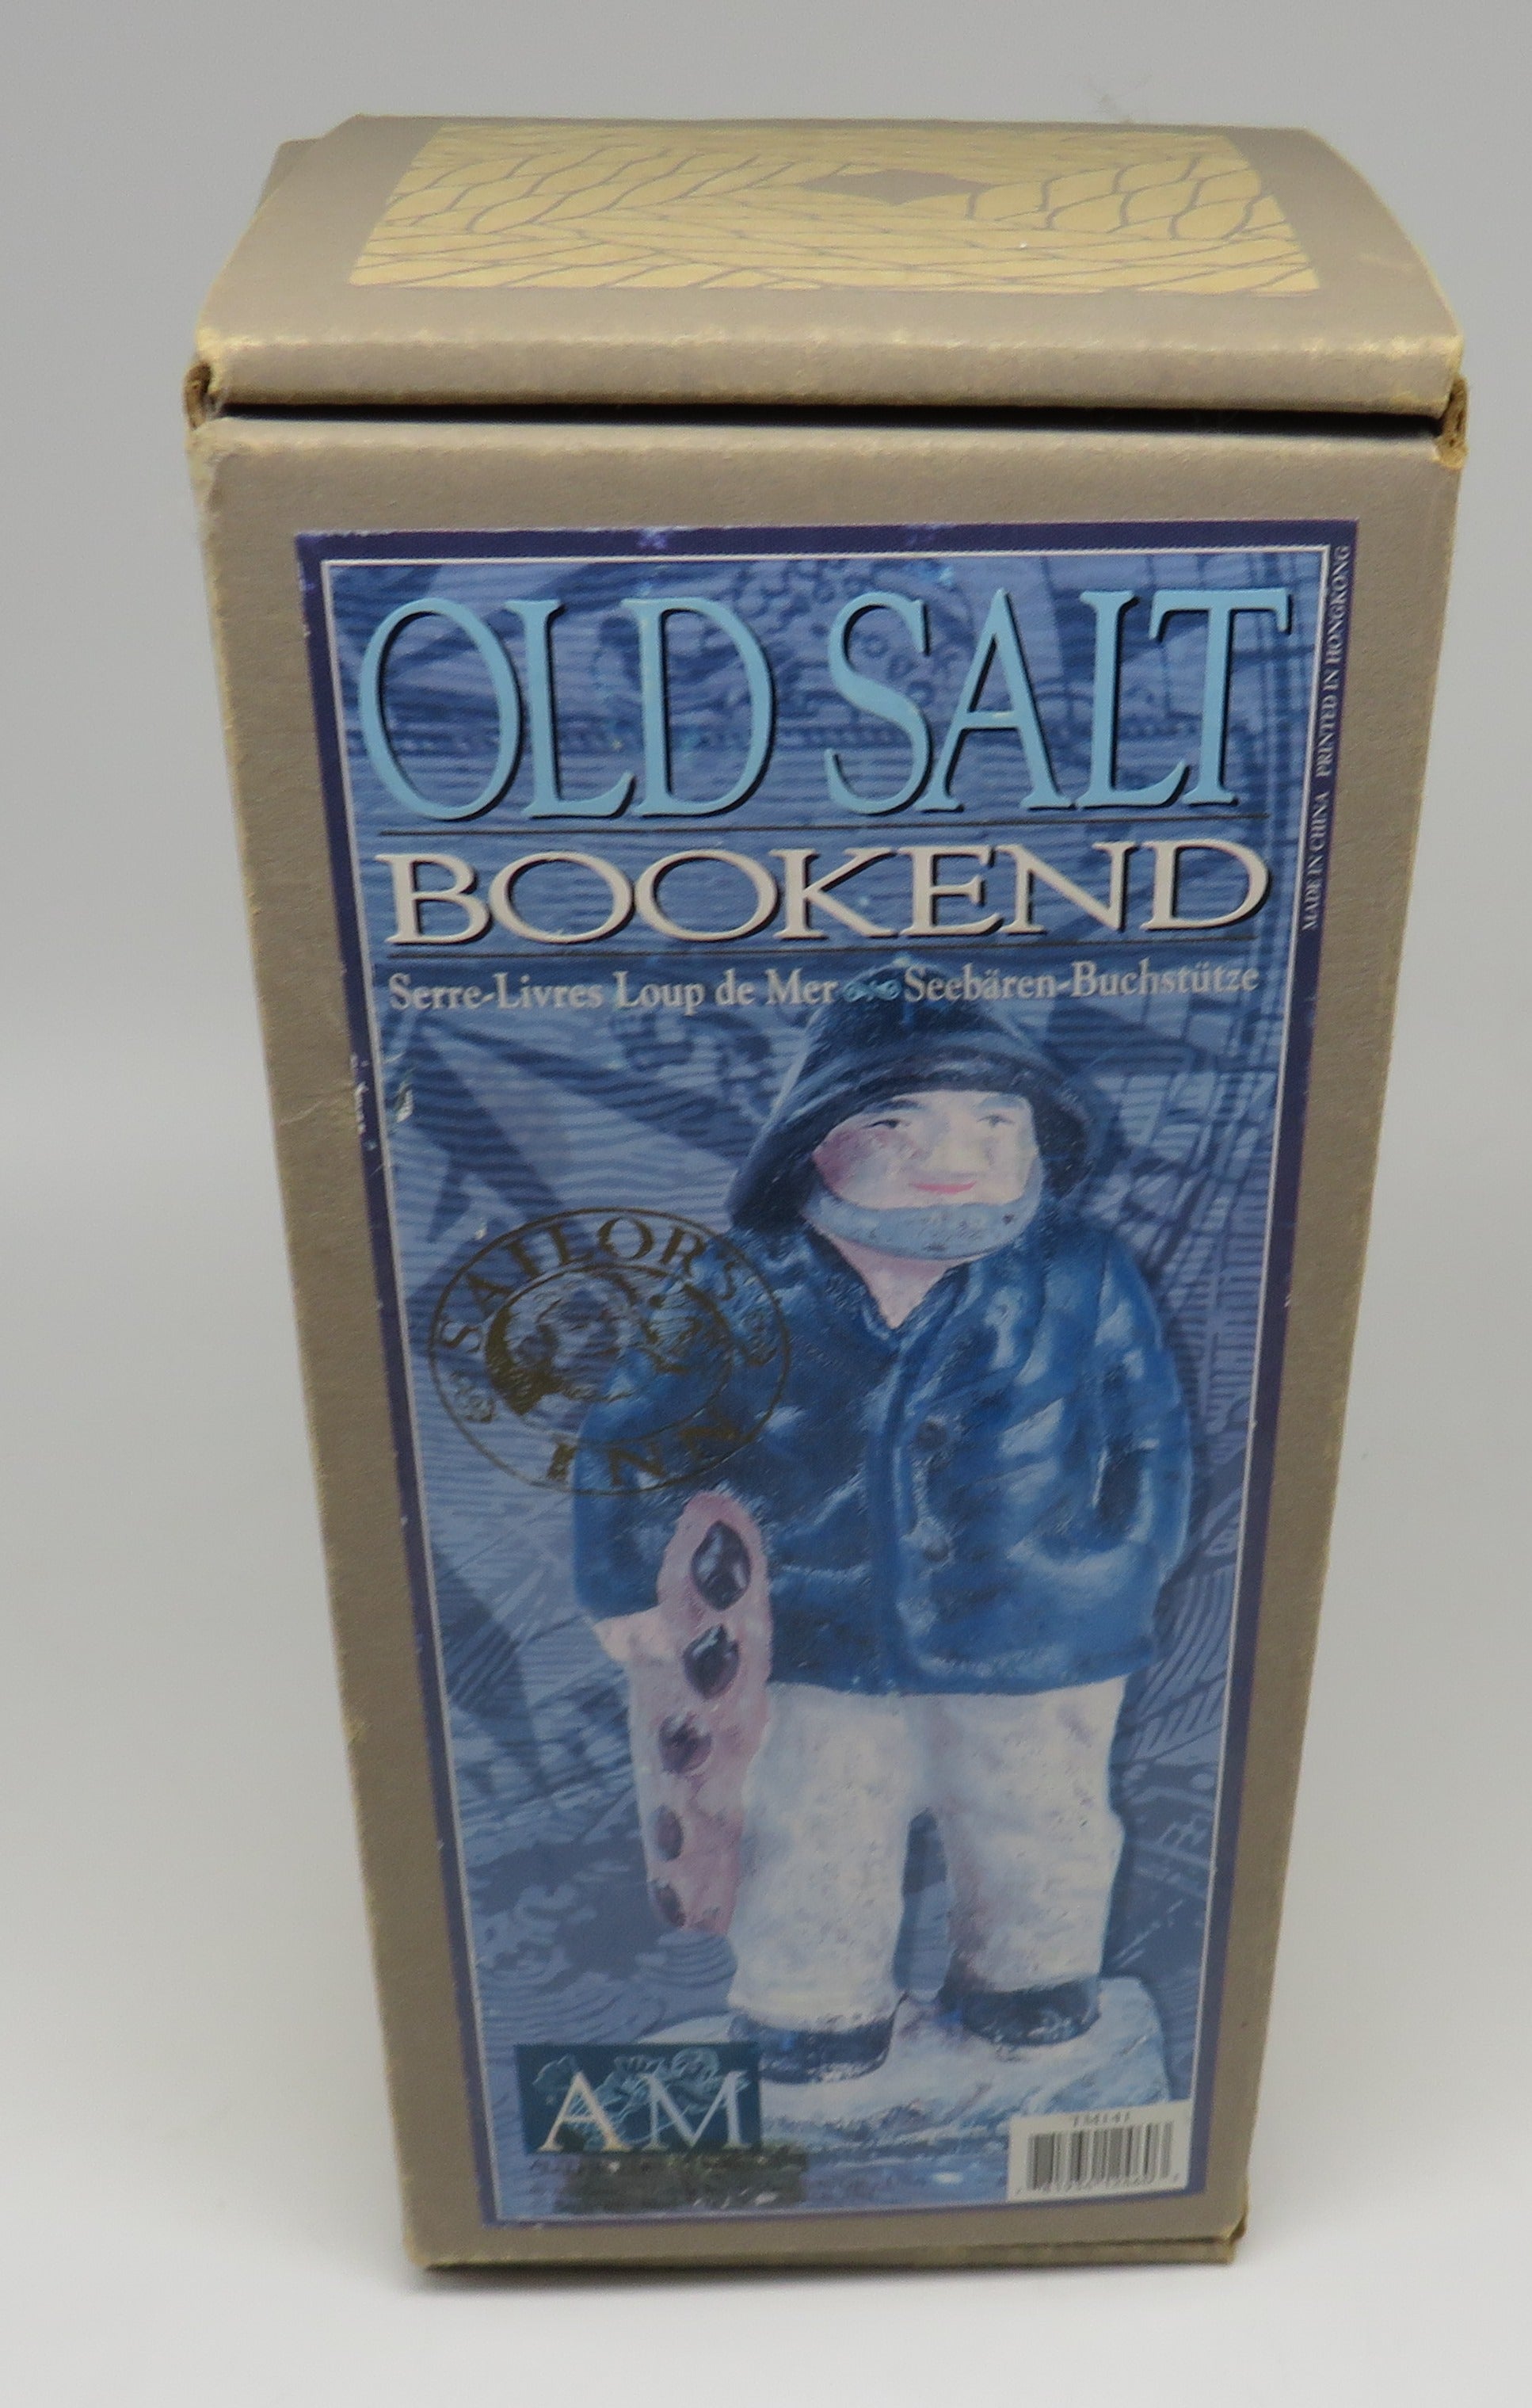 OLD SALT
BOOKEND
Serre-Livres Loup de Mer Seebären-Buchstütze
MADE IN CHINA PRINTED IN HONGKONG
SAILOR'S
INN
AM
TM141